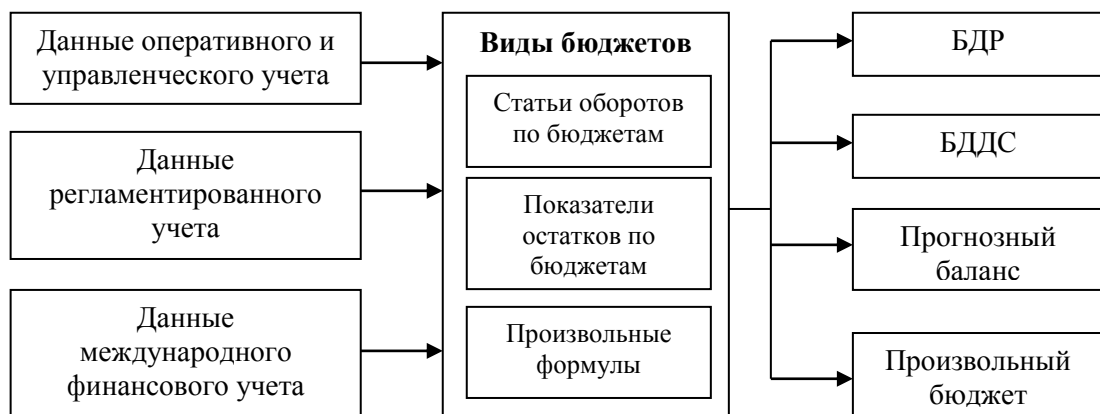 Данные оперативного и
управленческого учета
Данные
регламентированного
учета
Данные
международного
финансового учета
Виды бюджетов
Статьи оборотов
по бюджетам
Показатели
остатков по
бюджетам
Произвольные
формулы
БДР
БДДС
Прогнозный
баланс
Произвольный
бюджет